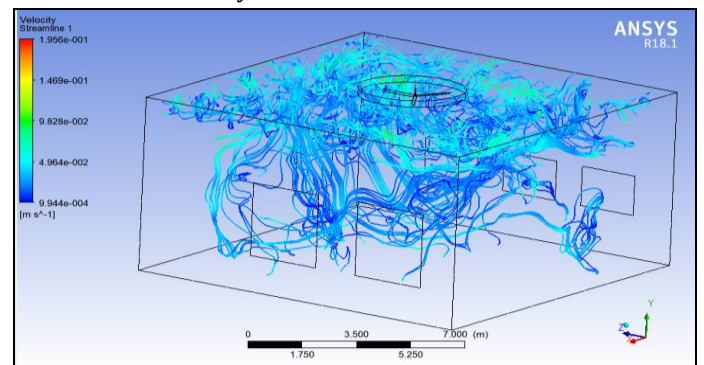 Velocity
Streamline 1
1.956e-001
1.469e-001
9.828e-002
4.964e-002
9.944e-004
[m s^-1]
ANSYS
R18.1
0 3.500 7.000 (m)
1.750 5.250
Y
Z
X